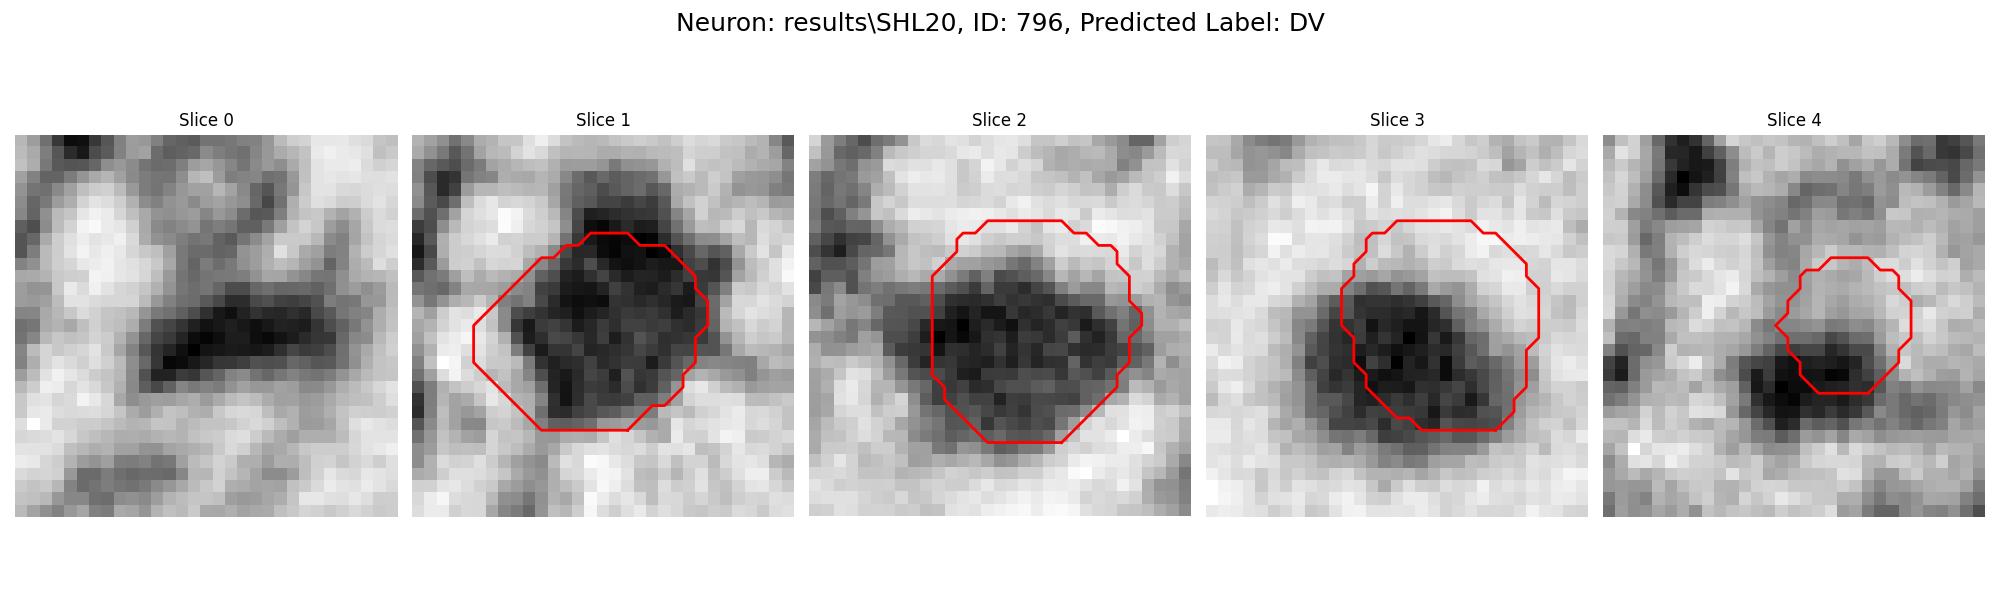 Neuron: results\SHL20, ID: 796, Predicted Label: DV
Slice 0
Slice 1
Slice 2
Slice 3
Slice 4